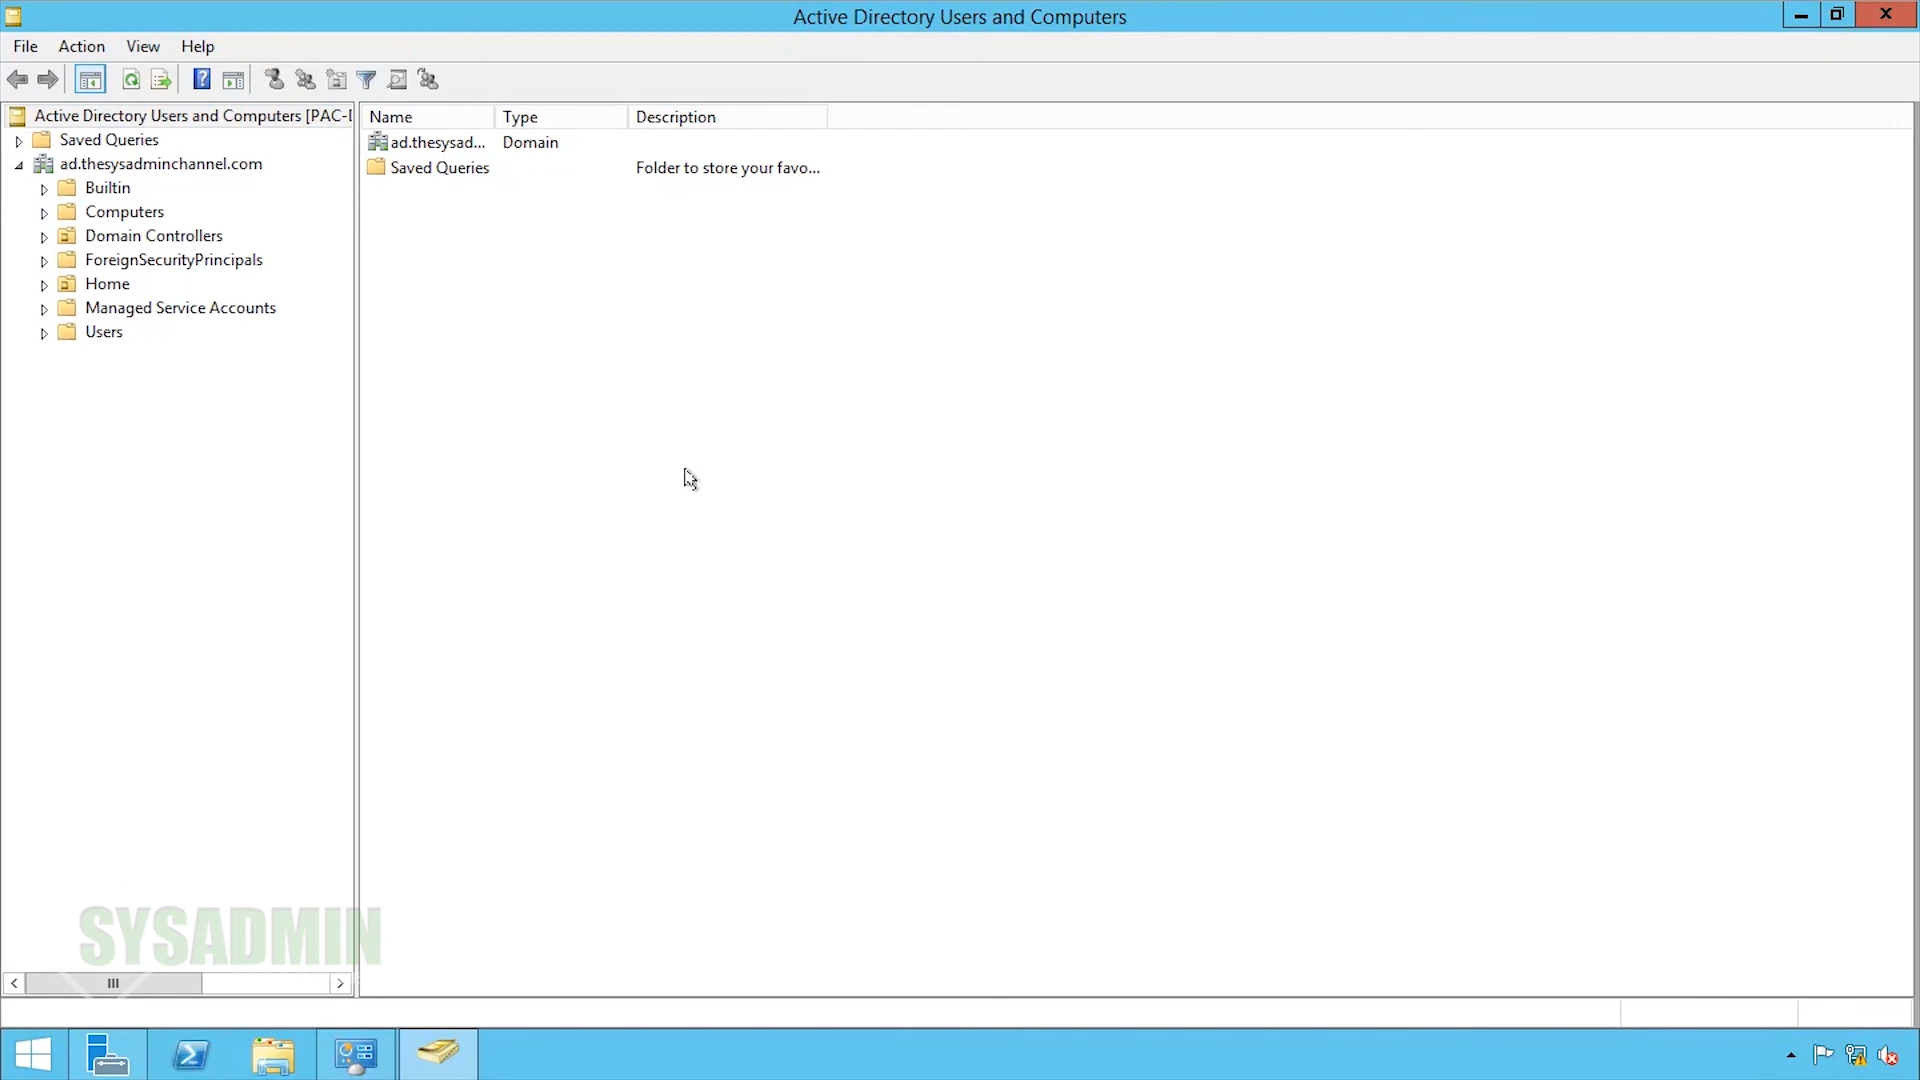 Active Directory Users and Computers
File Action View Help
Active Directory Users and Computers [PAC-
Saved Queries
ad.thesysadminchannel.com
Builtin
Computers
Domain Controllers
ForeignSecurityPrincipals
Home
Managed Service Accounts
Users
Name Type Description
ad.thesysad... Domain
Saved Queries Folder to store your favo...
SYSADMIN